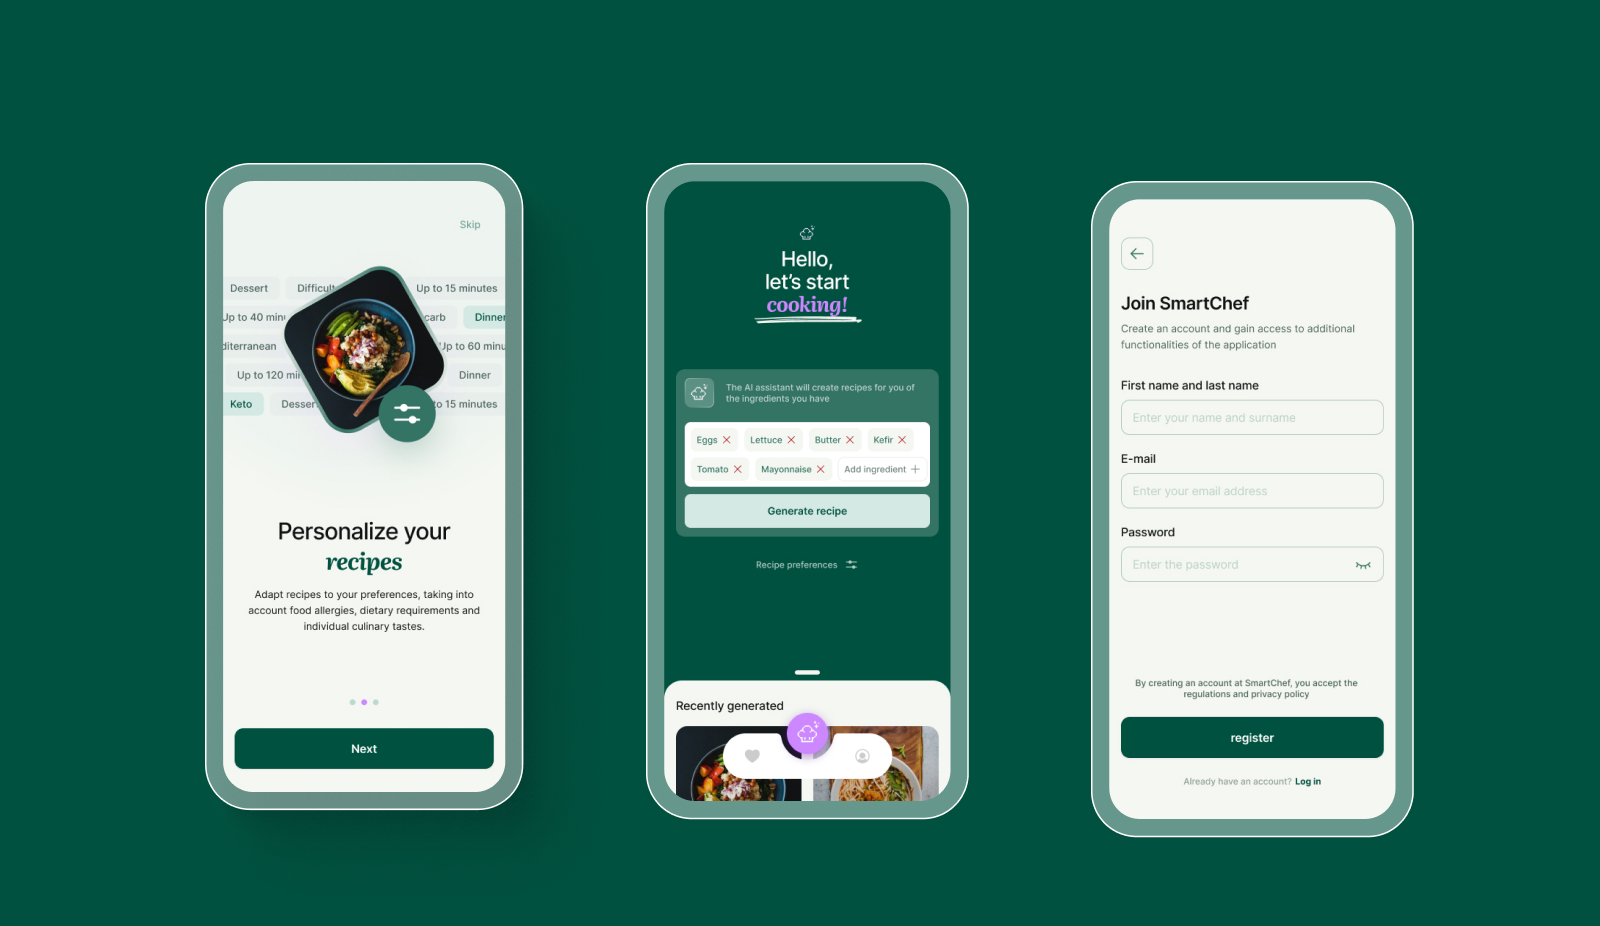 Skip
Dessert
Up to 15 minutes
Up to 40
carb
Dinner
Up to 60
Up to 120
Dinner
Keto
to 15 minutes
Personalize your
recipes
Adapt recipes to your preferences, taking into
account food allergies, dietary requirements and
individual culinary tastes.
Next
Hello,
let's start
cooking!
The AI assistant will create recipes for you of
the ingredients you have
Eggs
Lettuce
Butter
Kefir
Tomato
Mayonnaise
Add ingredient
Generate recipe
Recipe preferences
Recently generated
Join SmartChef
Create an account and gain access to additional
functionalities of the application
First name and last name
Enter your name and surname
E-mail
Enter your email address
Password
Enter the password
By creating an account at SmartChef, you accept the
regulations and privacy policy
register
Already have an account? Log in